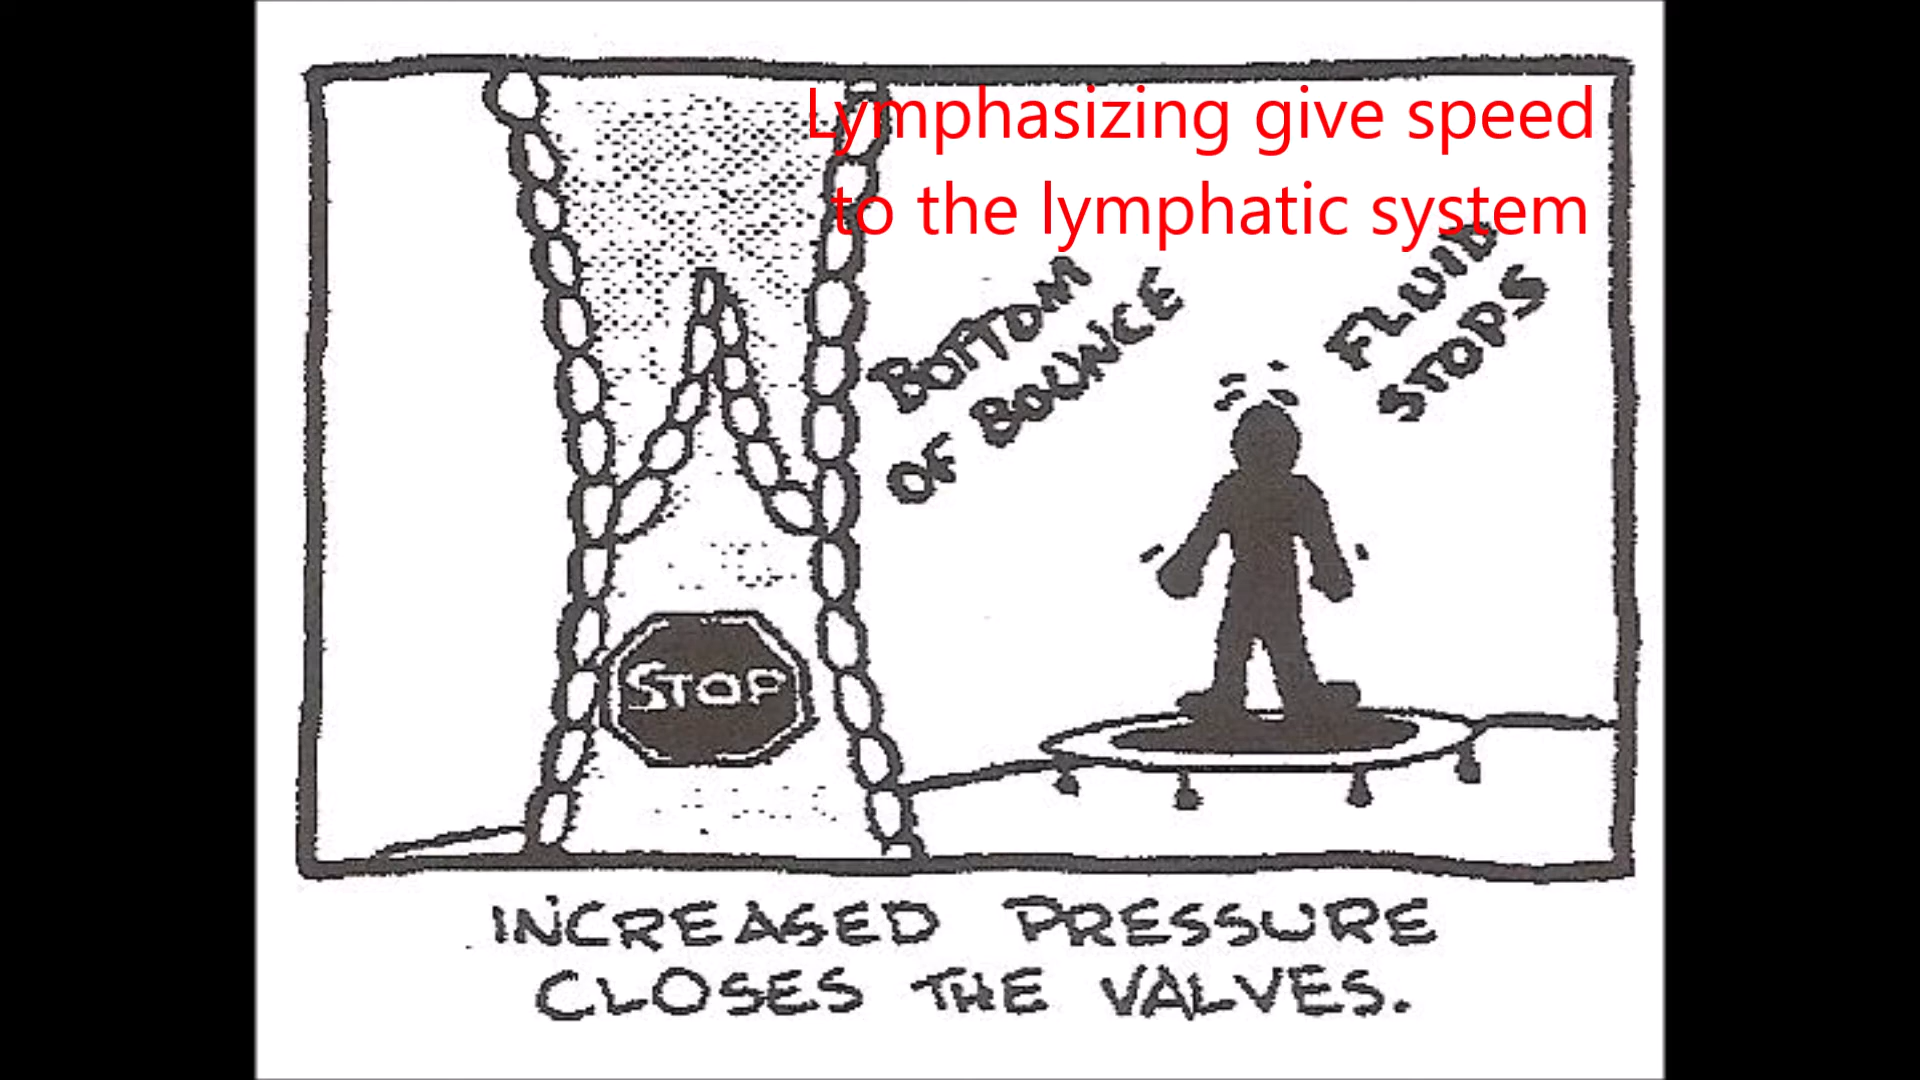 Lymphasizing give speed
to the lymphatic system
BOTTOM
OF BOUNCE
FLUID
STOPS
STOP
INCREASED PRESSURE
CLOSES THE VALVES.